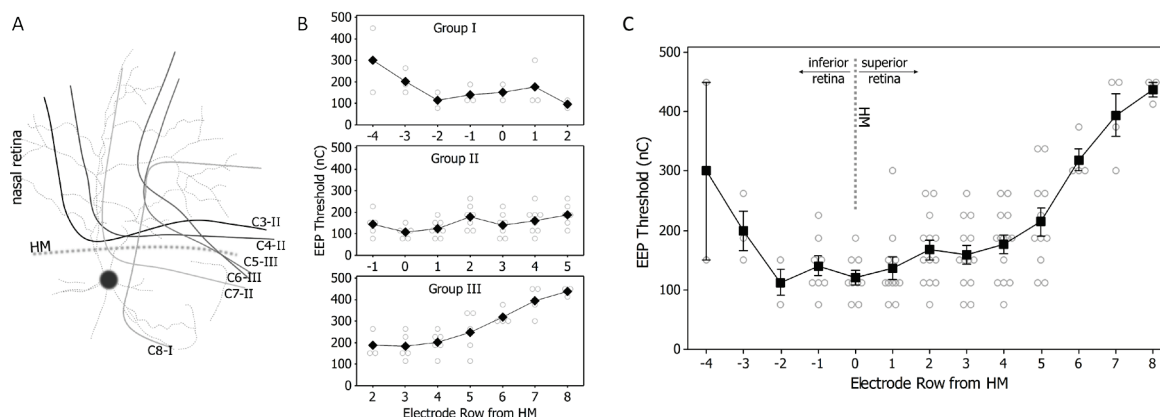 A
nasal retina
HM
C3-II
C4-II
C5-III
C6-III
C7-II
C8-I
B
EEP Threshold (nC)
Group I
500
400
300
200
100
0
-4 -3 -2 -1 0 1 2
Group II
500
400
300
200
100
0
-1 0 1 2 3 4 5
Group III
500
400
300
200
100
0
2 3 4 5 6 7 8
Electrode Row from HM
C
EEP Threshold (nC)
500
400
300
200
100
0
inferior superior
retina retina
HM
-4 -3 -2 -1 0 1 2 3 4 5 6 7 8
Electrode Row from HM